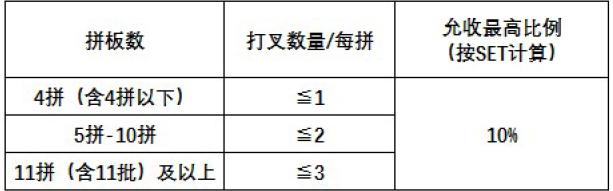 拼板数 打叉数量/每拼 允收最高比例
(按SET计算)
4拼（含4拼以下） ≦1
5拼-10拼 ≦2 10%
11拼（含11批）及以上 ≦3